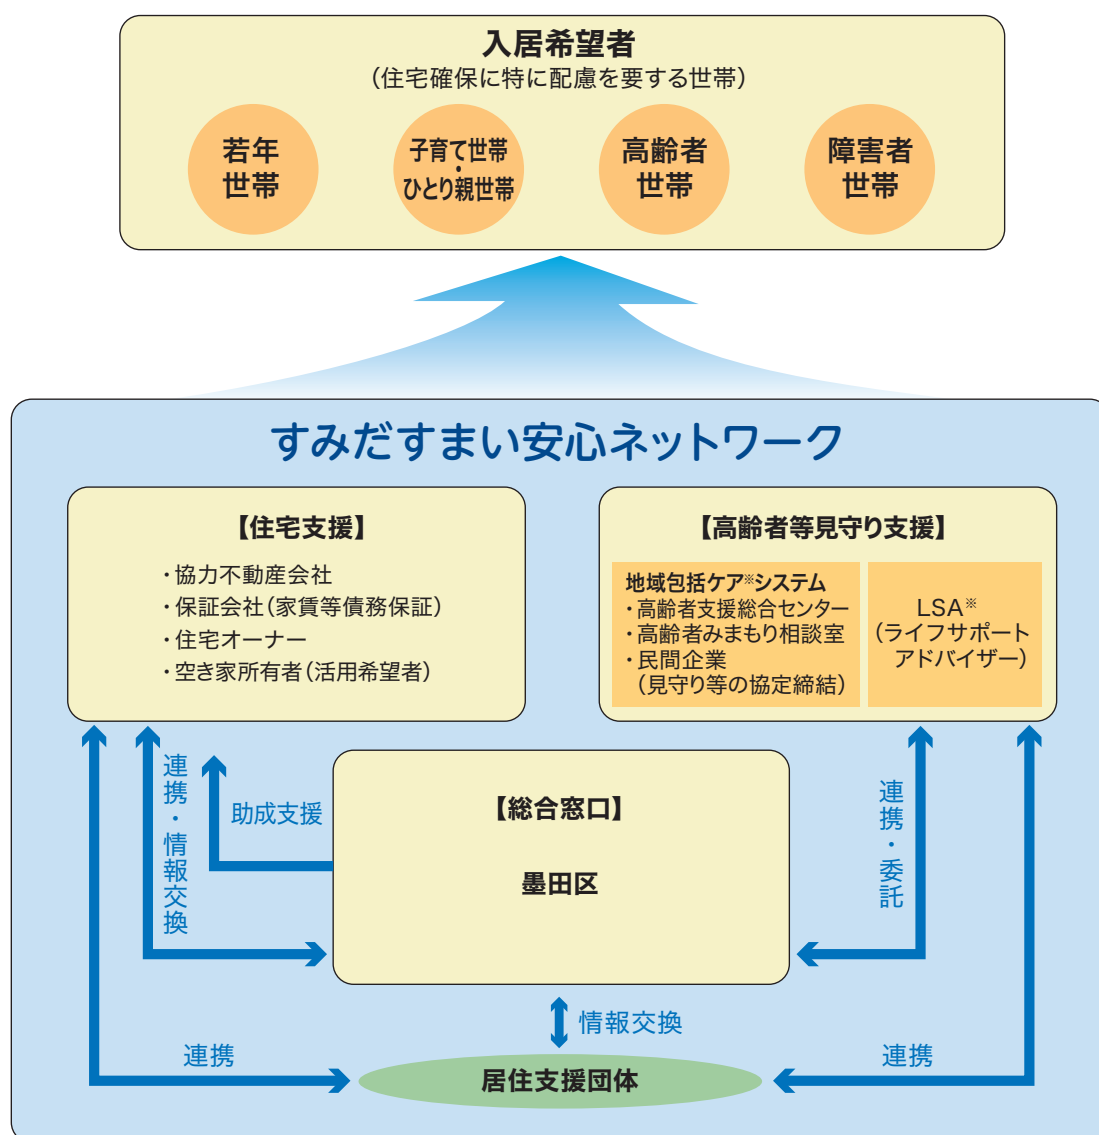 入居希望者
（住宅確保に特に配慮を要する世帯）
若年
世帯
子育て世帯
・
ひとり親世帯
高齢者
世帯
障害者
世帯
すみだすまい安心ネットワーク
【住宅支援】
・協力不動産会社
・保証会社（家賃等債務保証）
・住宅オーナー
・空き家所有者（活用希望者）
【高齢者等見守り支援】
地域包括ケア※システム
・高齢者支援総合センター
・高齢者みまもり相談室
・民間企業
（見守り等の協定締結）
LSA※
（ライフサポート
アドバイザー）
連携・情報交換
助成支援
【総合窓口】
墨田区
連携・委託
情報交換
連携
居住支援団体
連携